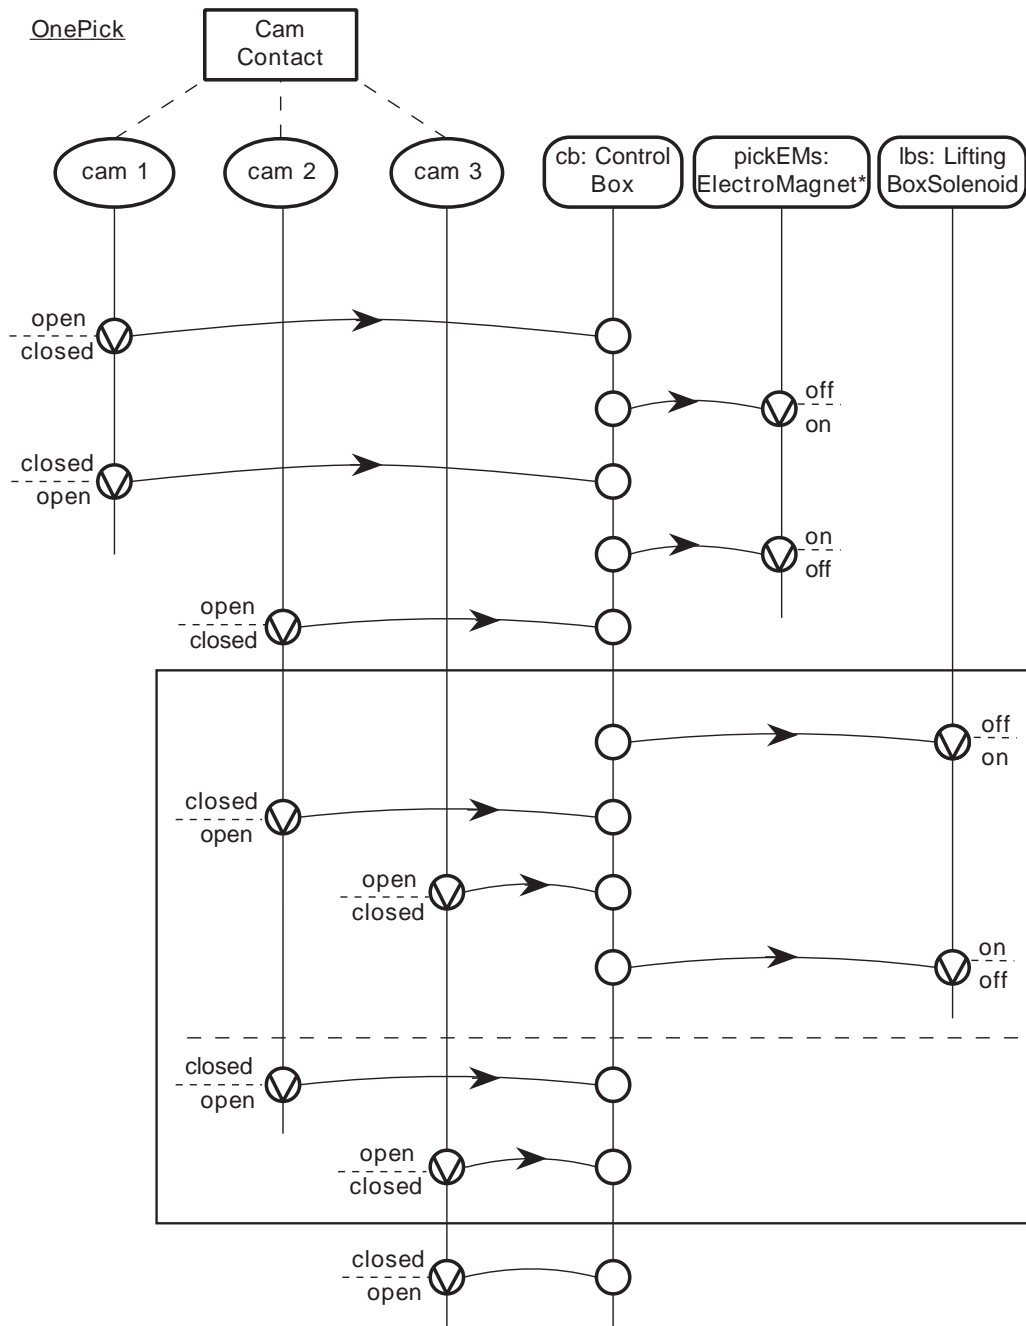 OnePick
Cam
Contact
cam 1
cam 2
cam 3
cb: Control
Box
pickEMs:
ElectroMagnet*
lbs: Lifting
BoxSolenoid
open
closed
off
on
closed
open
on
off
open
closed
off
on
closed
open
open
closed
on
off
closed
open
open
closed
closed
open